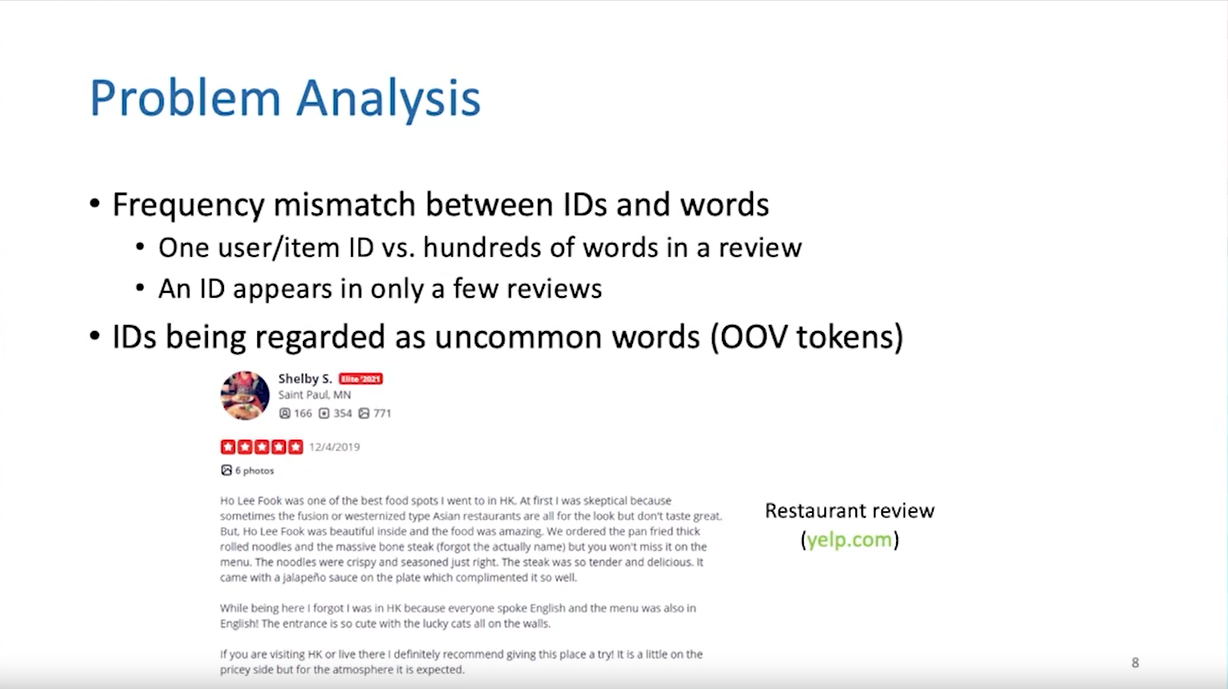 Problem Analysis
• Frequency mismatch between IDs and words
• One user/item ID vs. hundreds of words in a review
• An ID appears in only a few reviews
• IDs being regarded as uncommon words (OOV tokens)
Shelby S. Elite '2021
Saint Paul, MN
166 354 771
12/4/2019
6 photos
Ho Lee Fook was one of the best food spots I went to in HK. At first I was skeptical because
sometimes the fusion or westernized type Asian restaurants are all for the look but don't taste great.
But, Ho Lee Fook was beautiful inside and the food was amazing. We ordered the pan fried thick
rolled noodles and the massive bone steak (forgot the actually name) but you won't miss it on the
menu. The noodles were crispy and seasoned just right. The steak was so tender and delicious. It
came with a jalapeño sauce on the plate which complimented it so well.
While being here I forgot I was in HK because everyone spoke English and the menu was also in
English! The entrance is so cute with the lucky cats all on the walls.
If you are visiting HK or live there I definitely recommend giving this place a try! It is a little on the
pricey side but for the atmosphere it is expected.
Restaurant review
(yelp.com)
8